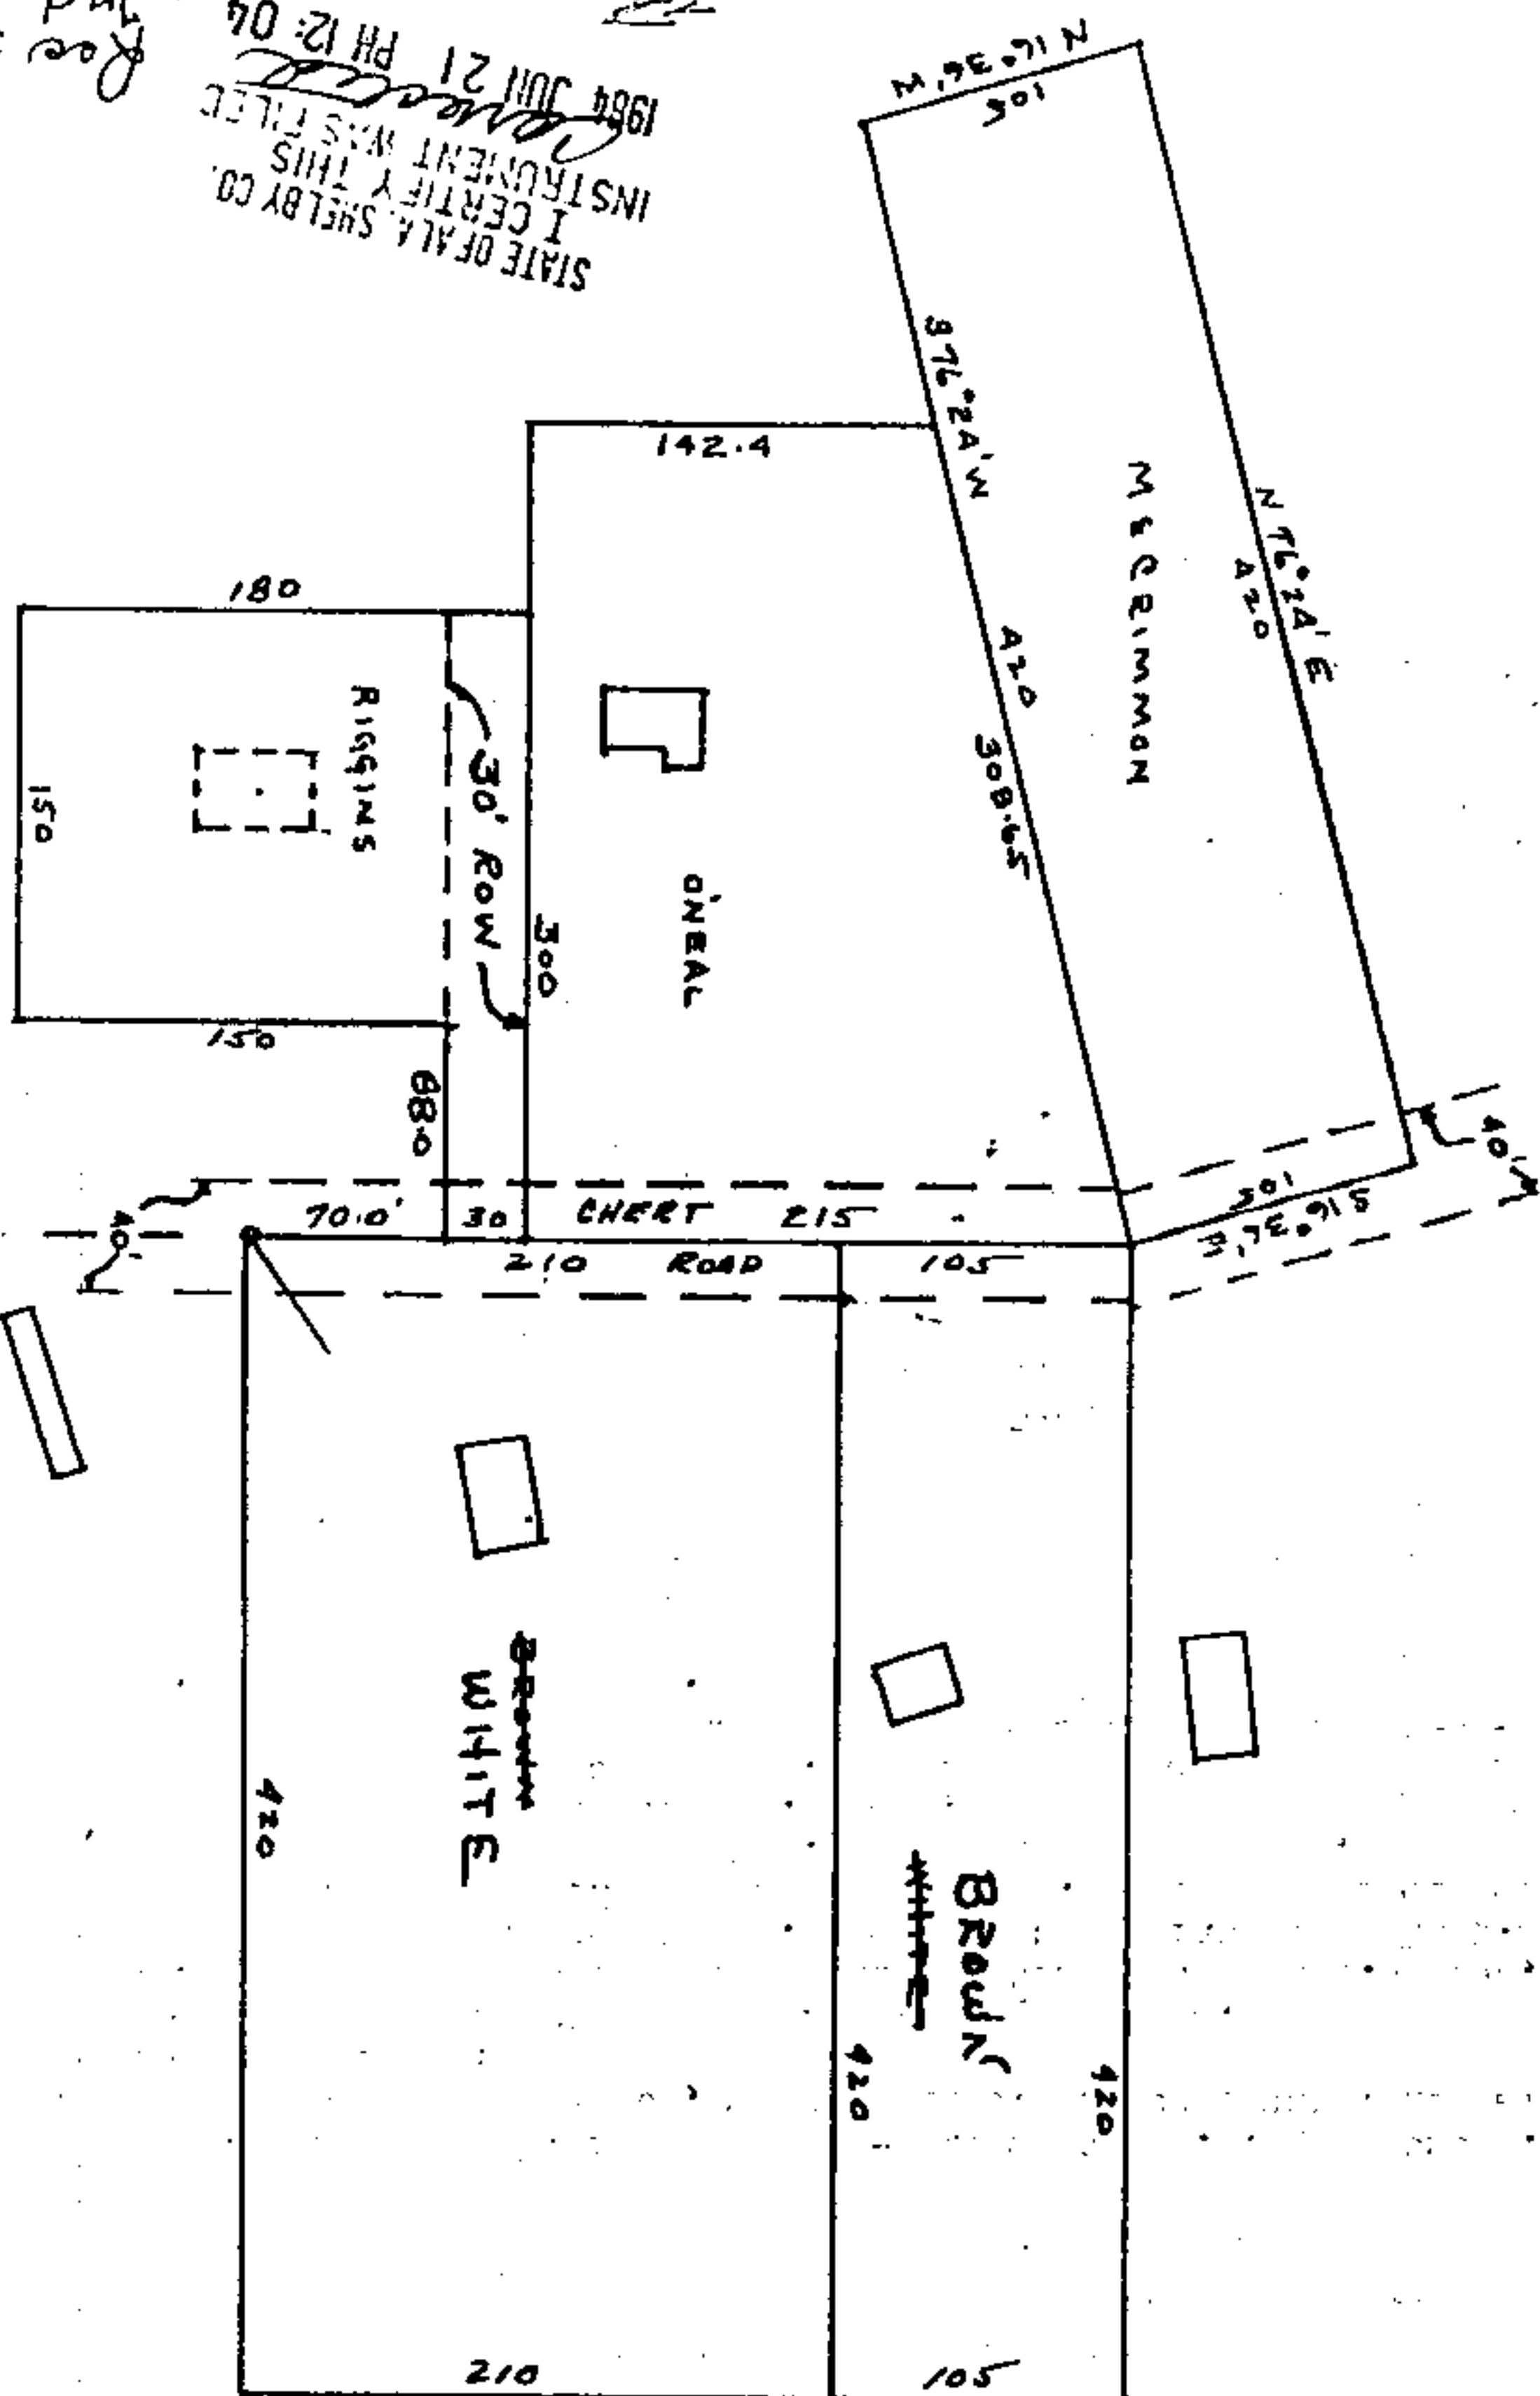 STATE OF ALA. SHELBY CO.
I CERTIFY THIS
INSTRUMENT WAS FILED
1984 JUN 21 PM 12: 04
N 16° 36' W
105
S 76° 24' W
420
308.65
McCRIMMON
N 76° 24' E
420
142.4
180
RIGGINS
150
150
30' ROW
300
O'NEAL
88.0
40'
40'
105
S 16° 36' E
70.0'
30
CHERT
215
210
ROAD
105
BROWN
WHITE
420
WHITE
BROWN
420
420
210
105